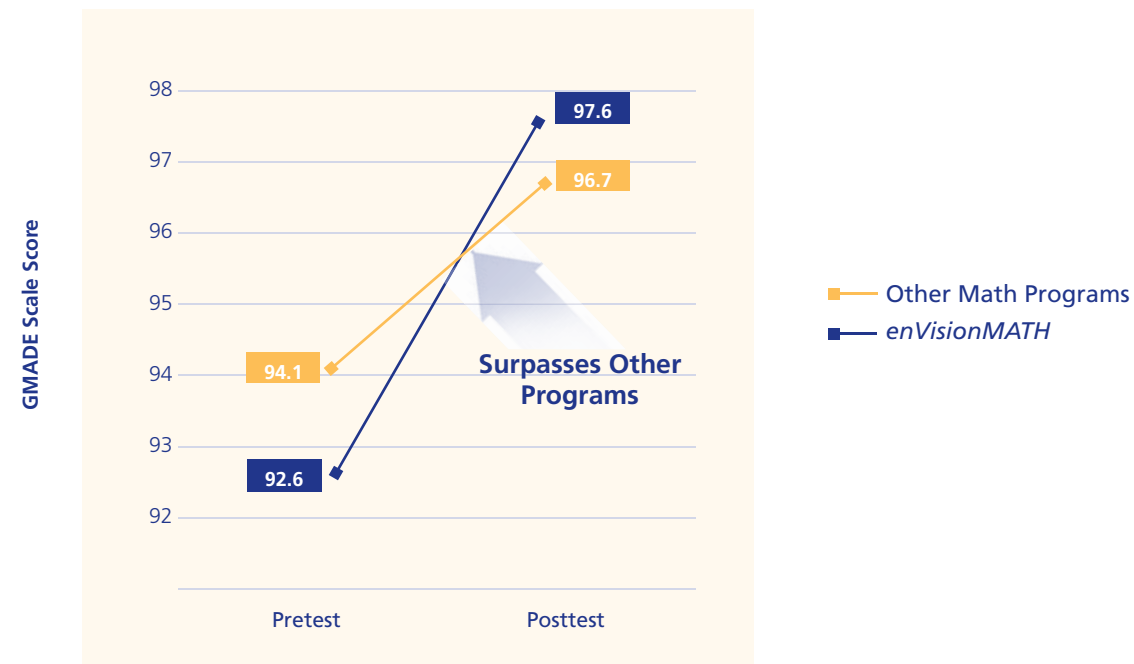 GMADE Scale Score
98
97
96
95
94
93
92
97.6
96.7
94.1
92.6
Surpasses Other
Programs
Pretest
Posttest
Other Math Programs
enVisionMATH